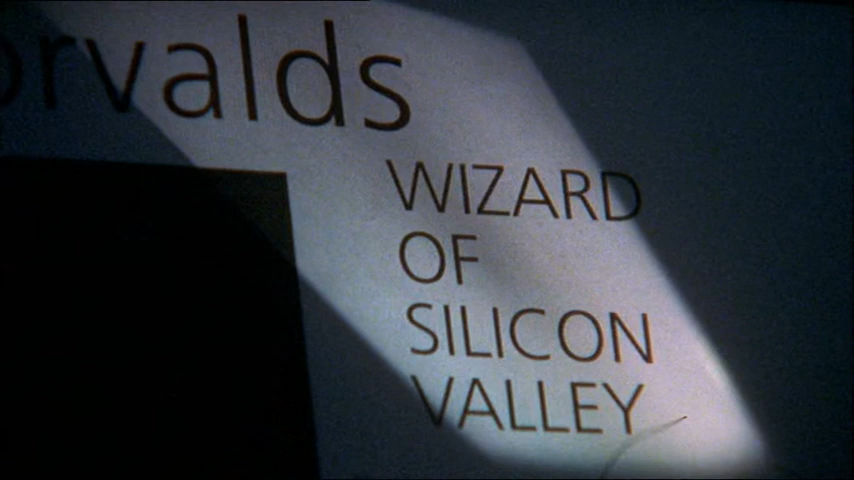 orvalds
WIZARD
OF
SILICON
VALLEY